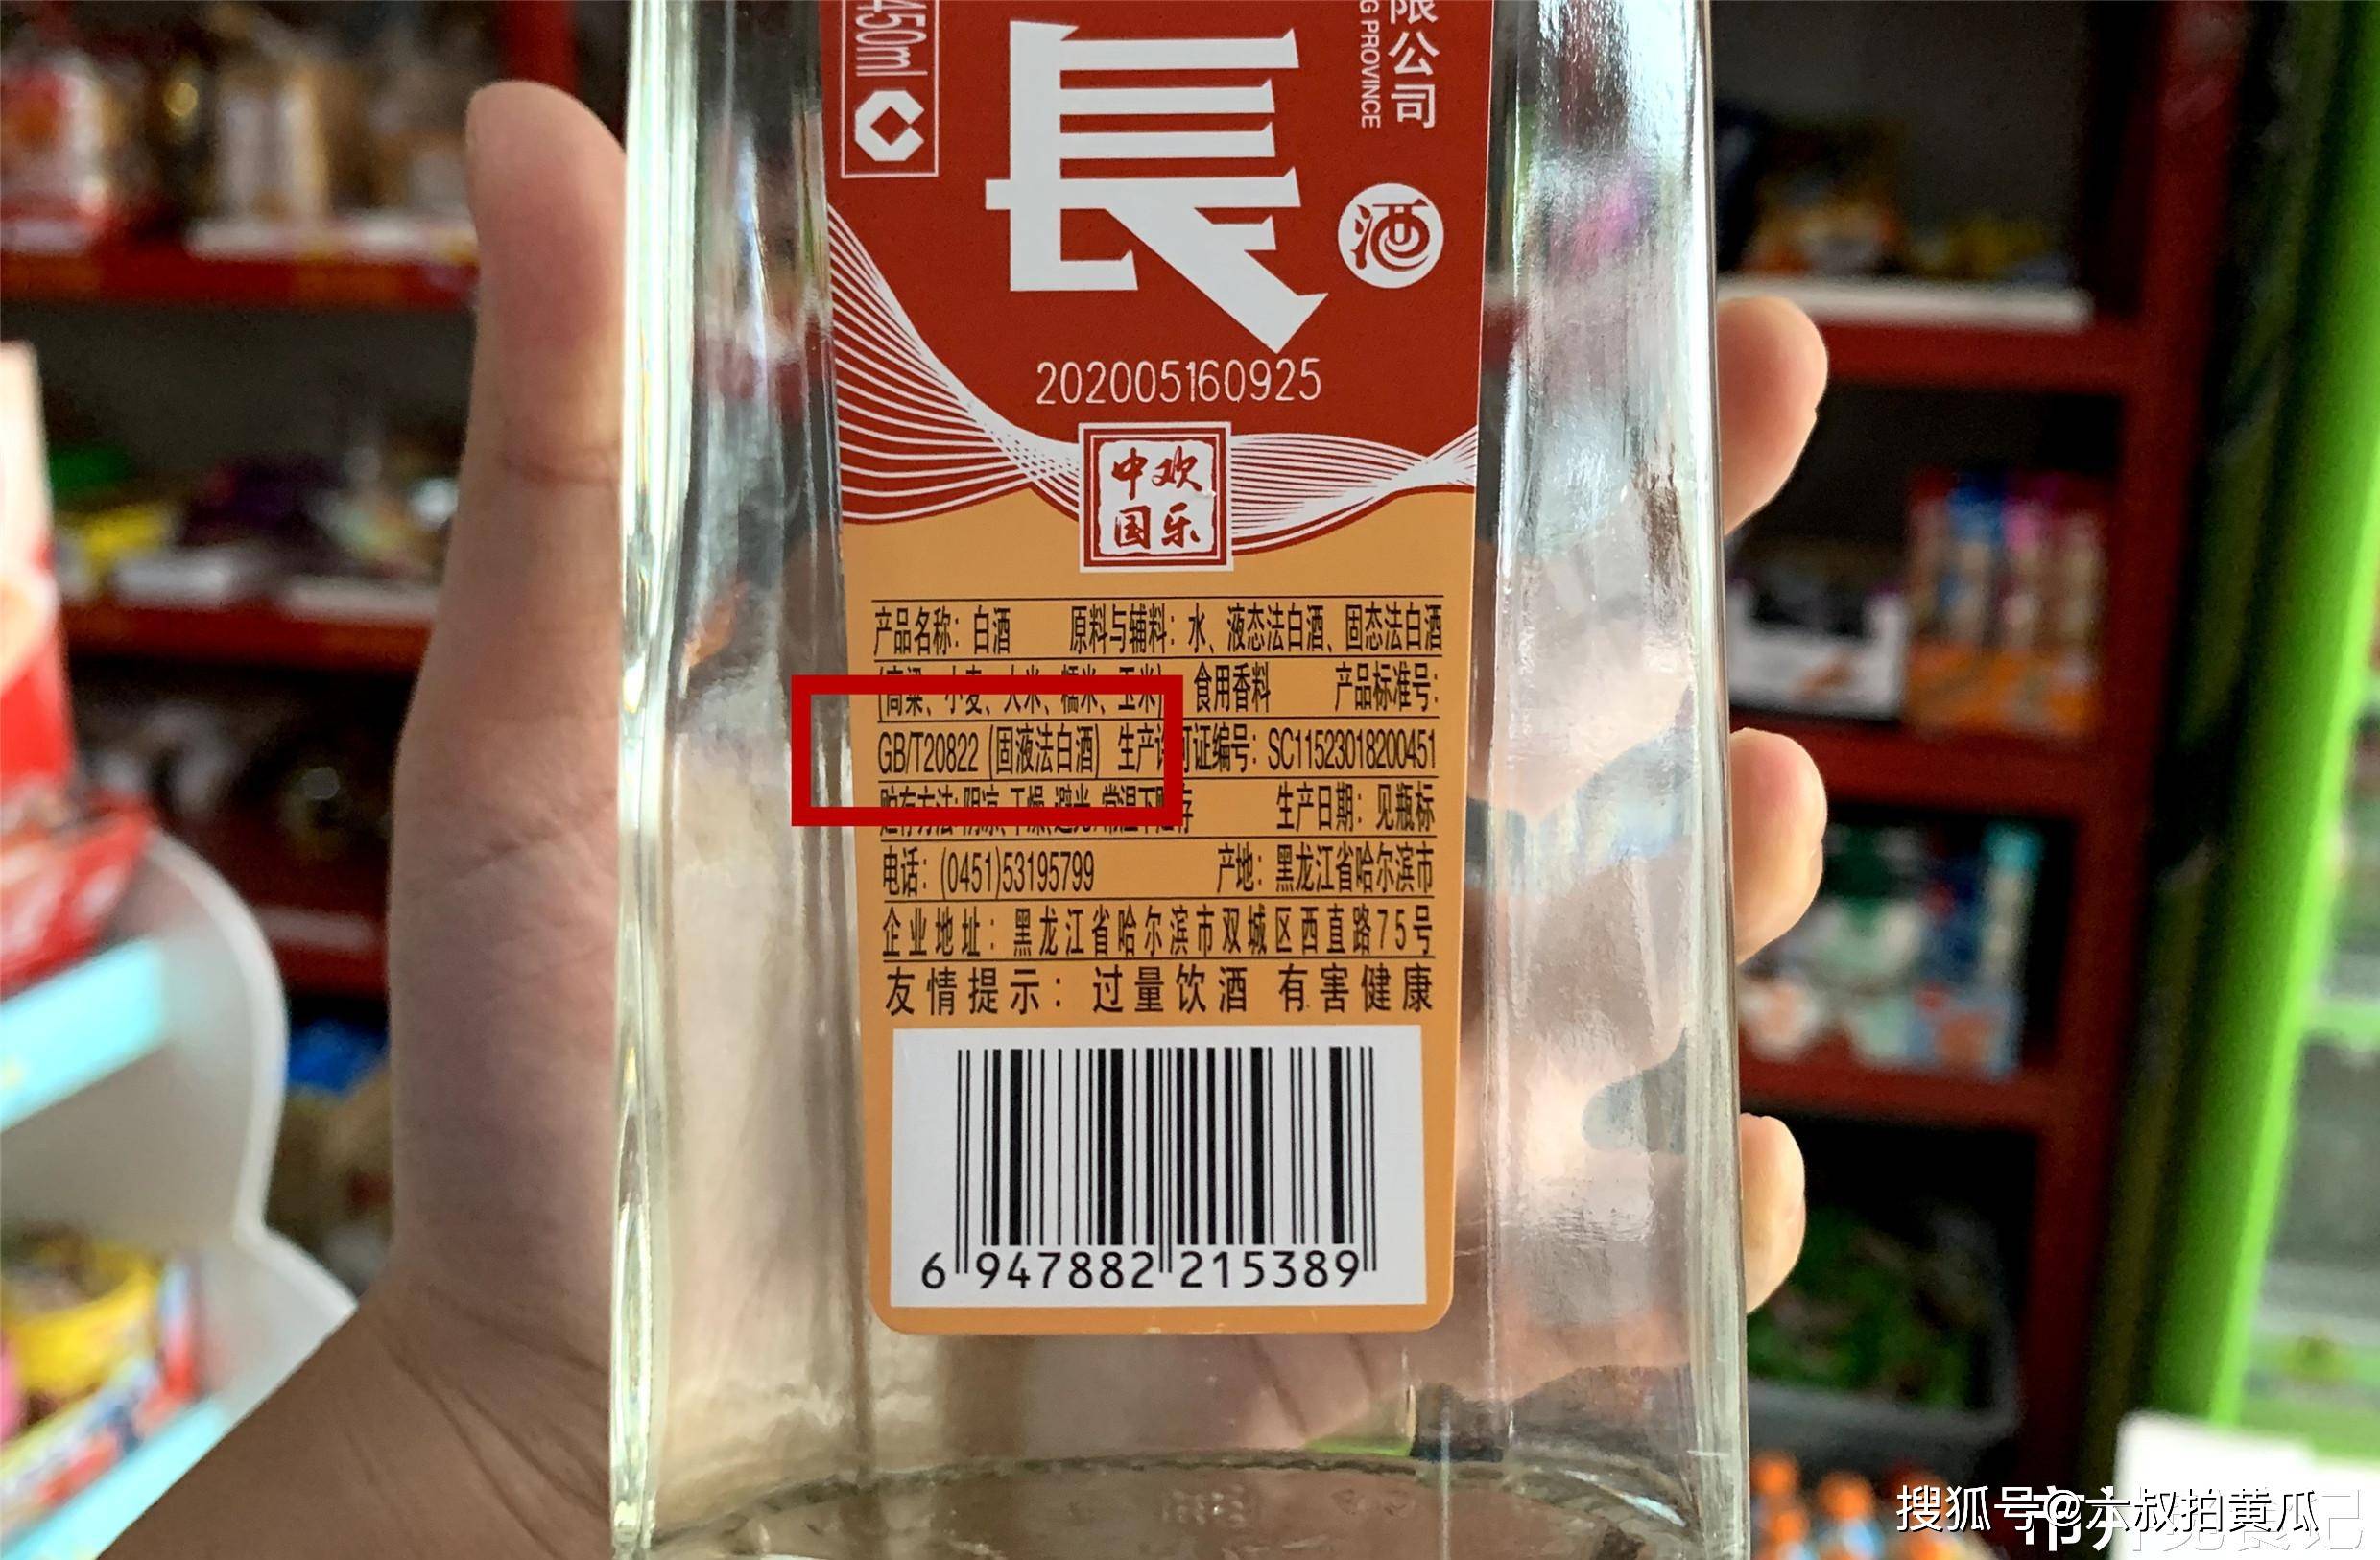 450ml
限公司
G PROVINCE
長
酒
202005160925
中欢
国乐
产品名称：白酒 原料与辅料：水、液态法白酒、固态法白酒
(高粱、小麦、大米、糯米、玉米) 食用香料 产品标准号：
GB/T20822 (固液法白酒) 生产许可证编号：SC11523018200451
贮存方法:阴凉、干燥、避光、常温下贮存 生产日期：见瓶标
电话：(0451)53195799 产地：黑龙江省哈尔滨市
企业地址：黑龙江省哈尔滨市双城区西直路75号
友情提示：过量饮酒 有害健康
6 947882 215389
搜狐号@六叔拍黄瓜